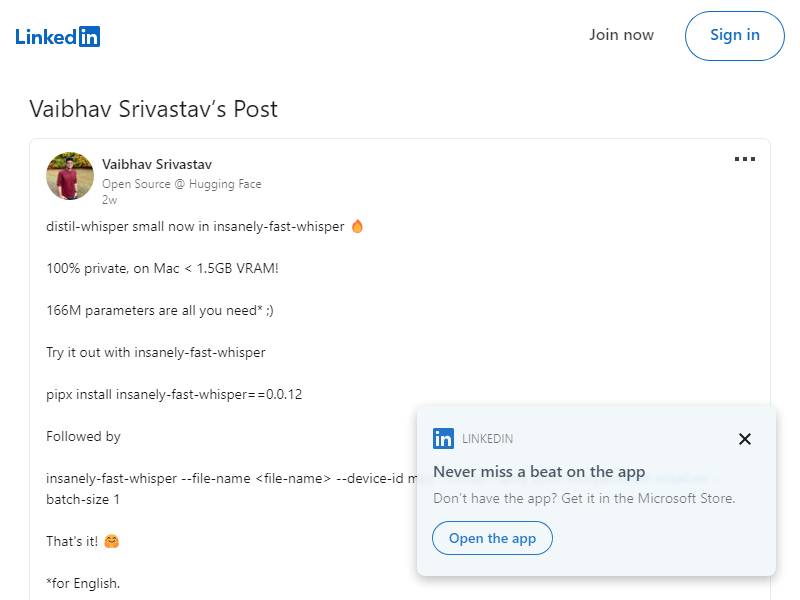 LinkedIn
Join now
Sign in
Vaibhav Srivastav's Post
Vaibhav Srivastav
Open Source @ Hugging Face
2w
distil-whisper small now in insanely-fast-whisper 🔥
100% private, on Mac < 1.5GB VRAM!
166M parameters are all you need* ;)
Try it out with insanely-fast-whisper
pipx install insanely-fast-whisper==0.0.12
Followed by
insanely-fast-whisper --file-name <file-name> --device-id
batch-size 1
That's it! 🤗
*for English.
LINKEDIN
Never miss a beat on the app
Don't have the app? Get it in the Microsoft Store.
Open the app